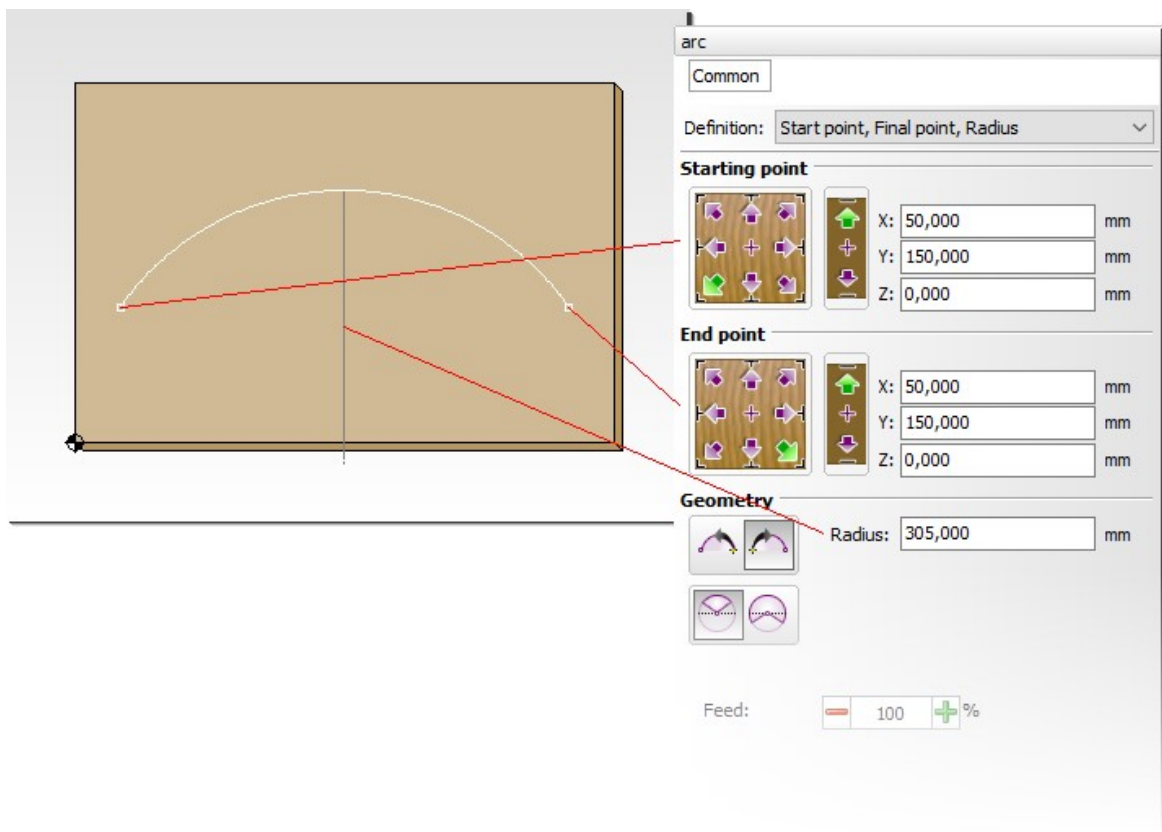 arc
Common
Definition: Start point, Final point, Radius
Starting point
X: 50,000 mm
Y: 150,000 mm
Z: 0,000 mm
End point
X: 50,000 mm
Y: 150,000 mm
Z: 0,000 mm
Geometry
Radius: 305,000 mm
Feed: 100 %